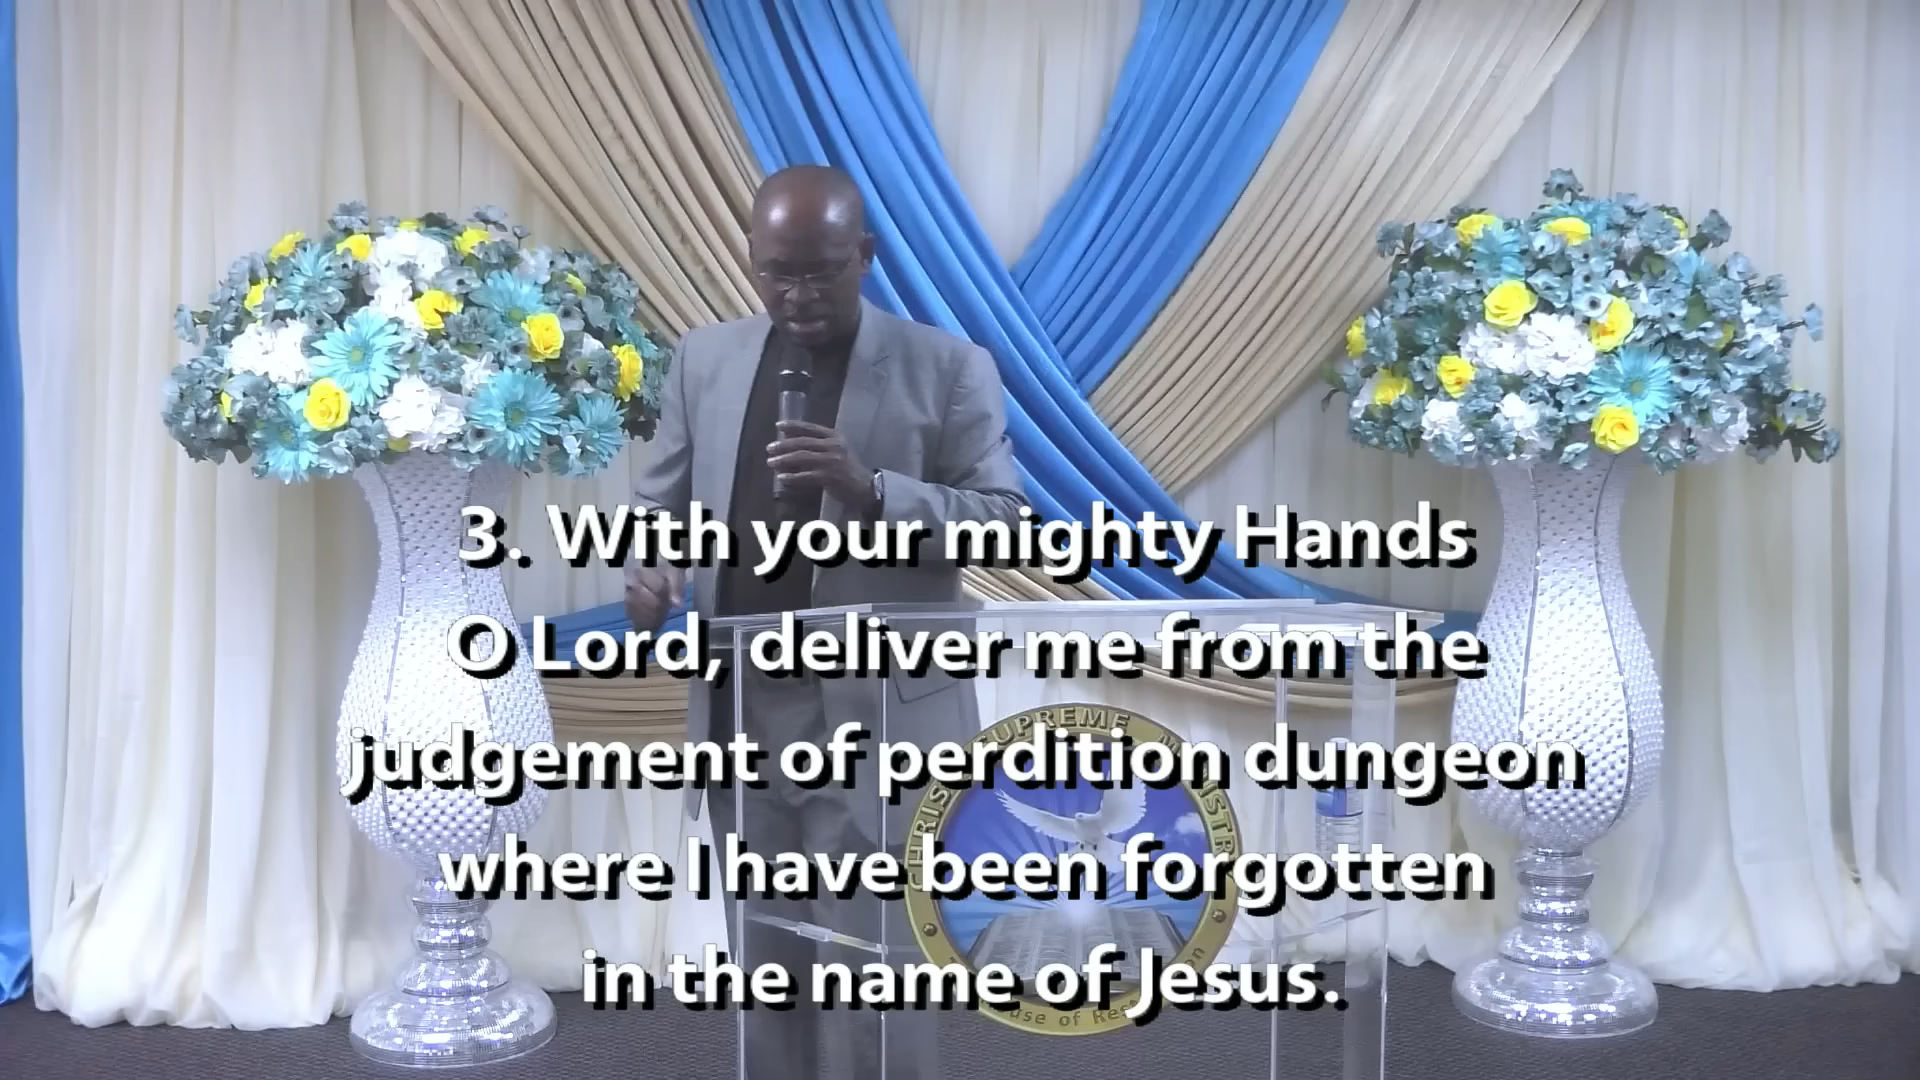 3. With your mighty Hands
O Lord, deliver me from the
judgement of perdition dungeon
where I have been forgotten
in the name of Jesus.
SUPREME